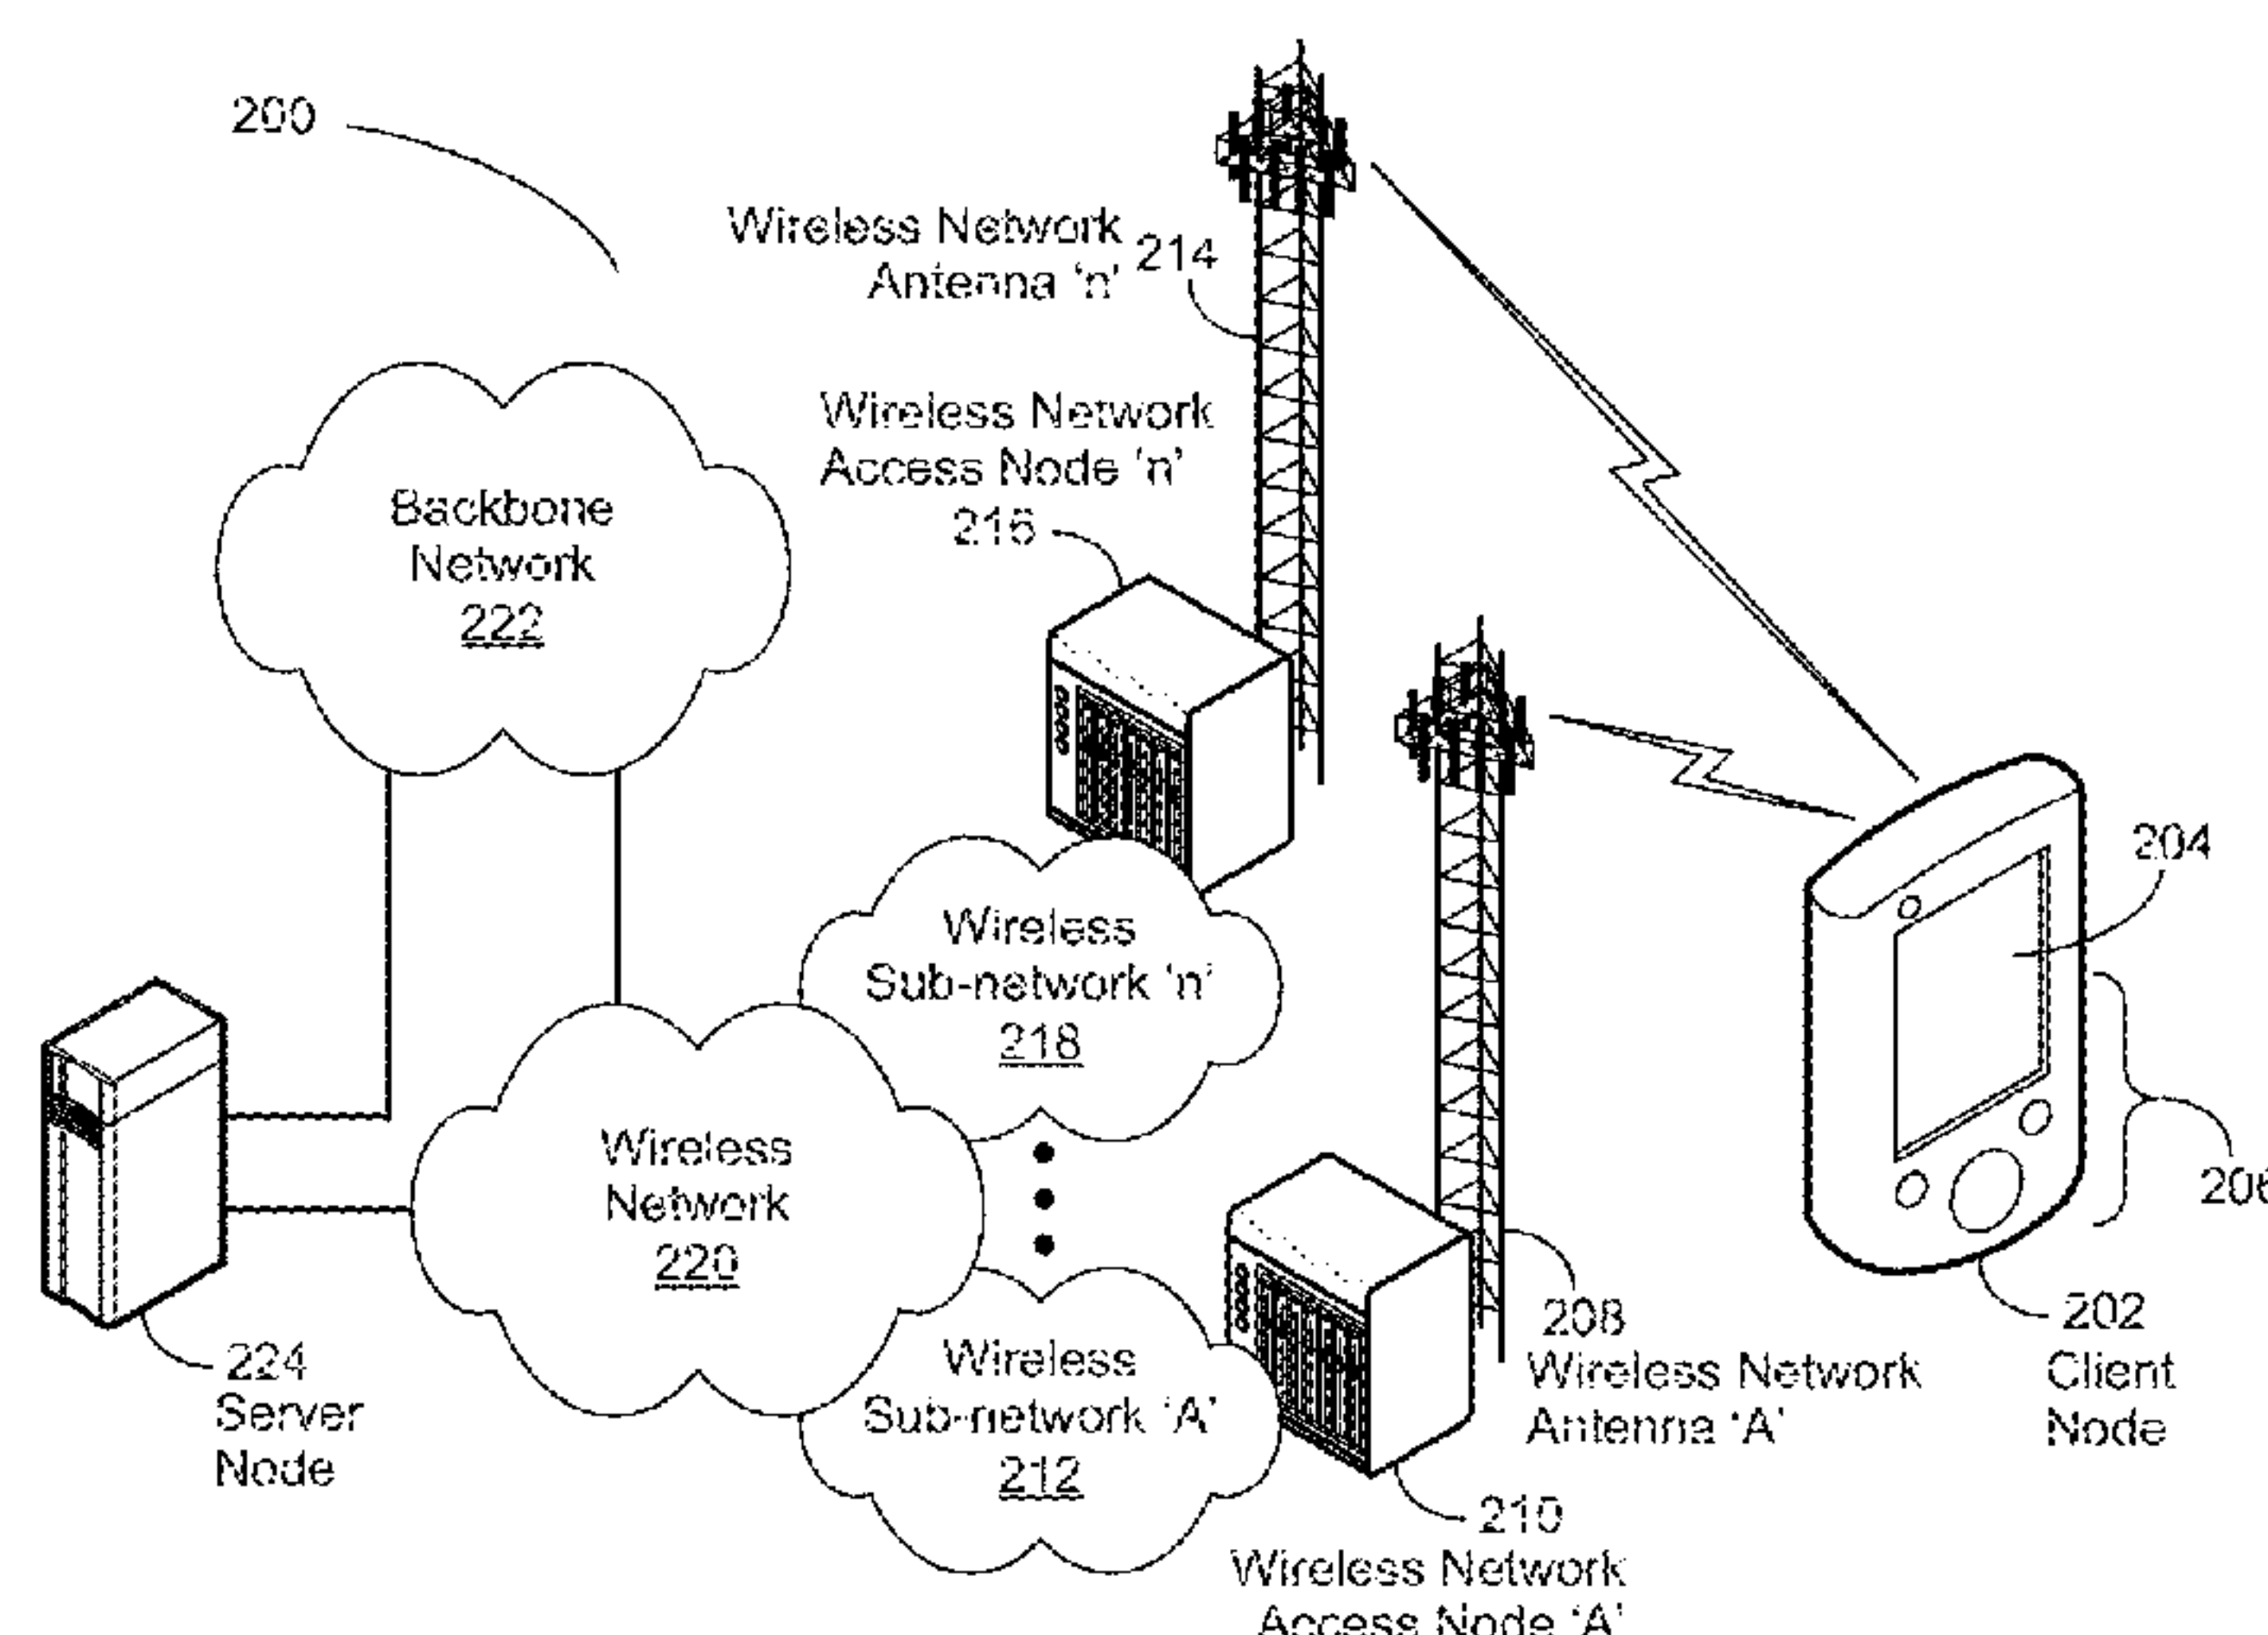 200
Wireless Network
Antenna 'n'
214
Wireless Network
Access Node 'n'
216
Backbone
Network
222
204
Wireless
Sub-network 'n'
218
206
Wireless
Network
220
208
Wireless Network
Antenna 'A'
202
Client
Node
224
Server
Node
Wireless
Sub-network 'A'
212
210
Wireless Network
Access Node 'A'